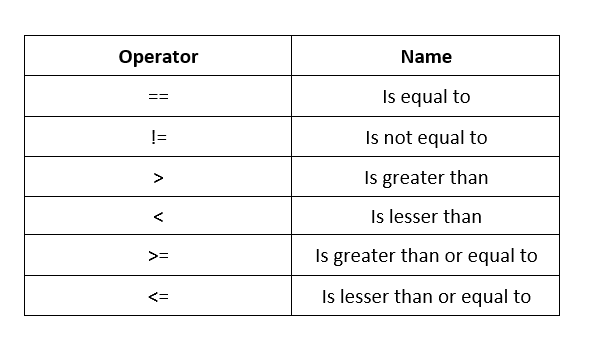 Operator Name
== Is equal to
!= Is not equal to
> Is greater than
< Is lesser than
>= Is greater than or equal to
<= Is lesser than or equal to